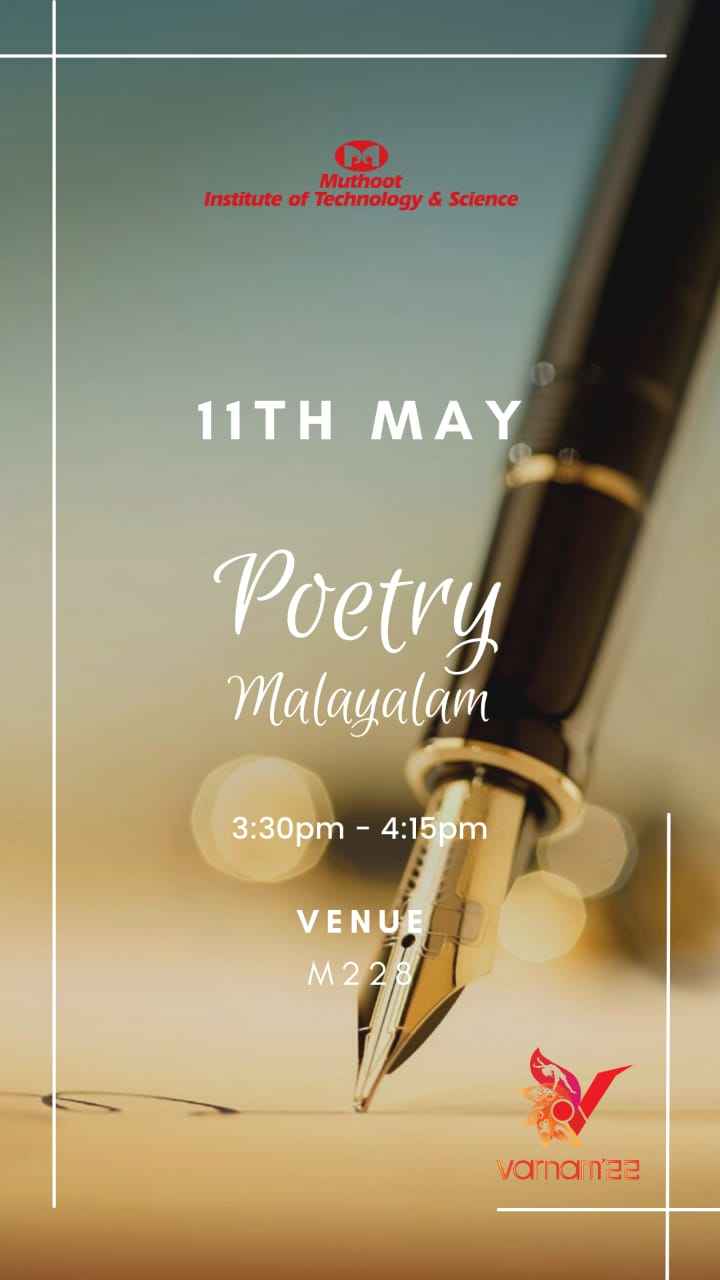 Muthoot
Institute of Technology & Science
11TH MAY
Poetry
Malayalam
3:30pm - 4:15pm
VENUE
M228
varnam'22